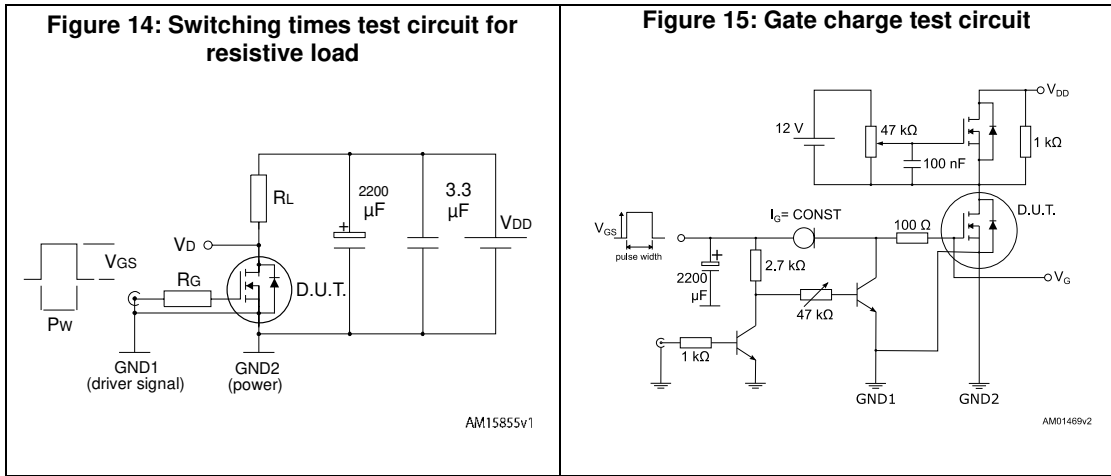 Figure 14: Switching times test circuit for
resistive load
RL
2200
µF
3.3
µF
VDD
VD
VGS
RG
D.U.T.
PW
GND1
(driver signal)
GND2
(power)
AM15855v1
Figure 15: Gate charge test circuit
VDD
12 V
47 kΩ
1 kΩ
100 nF
IG= CONST
100 Ω
D.U.T.
VGS
pulse width
2.7 kΩ
2200
µF
VG
47 kΩ
1 kΩ
GND1
GND2
AM01469v2